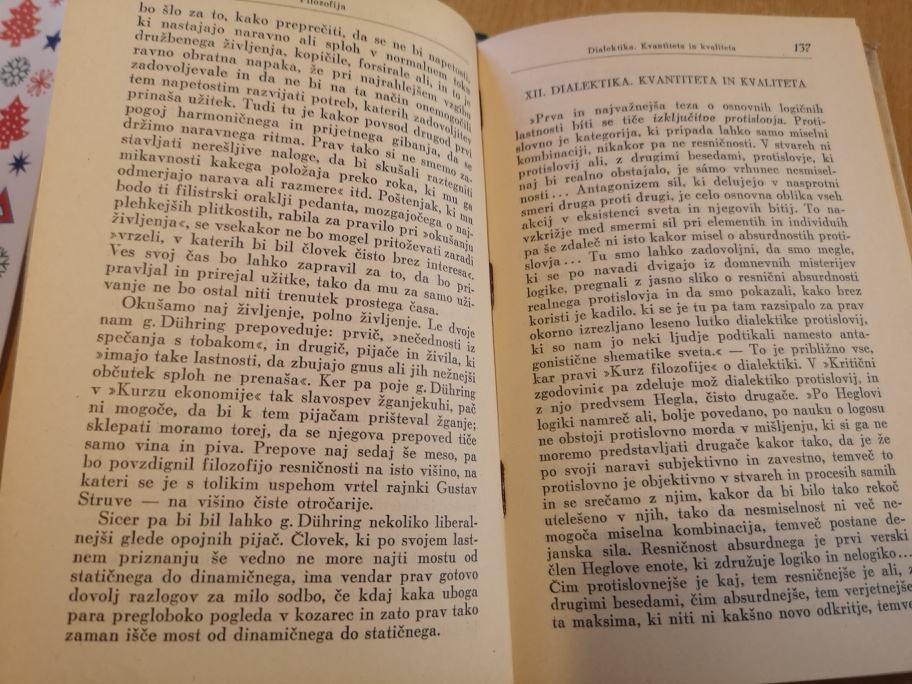 Filozofija
bo šlo za to, kako preprečiti, da se ne bi napetosti,
ki nastajajo naravno ali sploh v normalnem toku
družbenega življenja, kopičile, forsirale ali, in to je
ravno obratna napaka, že pri najrahlejšem vzgibu
zadovoljevale in da ne bi na ta način onemogočili
tem napetostim razvijati potreb, katerih zadovoljitev
prinaša užitek. Tudi tu je kakor povsod drugod prvi
pogoj harmoničnega in prijetnega gibanja, da se
držimo naravnega ritma. Prav tako si ne smemo za-
stavljati nerešljive naloge, da bi skušali raztegniti
mikavnosti kakega položaja preko roka, ki mu ga
odmerjajo narava ali razmere« itd. Poštenjak, ki mu
bodo ti filistrski oraklji pedanta, mozgajočega o naj-
plehkejših plitkostih, rabila za pravilo pri »okušanju
življenja«, se vsekakor ne bo mogel pritoževati zaradi
»vrzeli, v katerih bi bil človek čisto brez interesa«.
Ves svoj čas bo lahko zapravil za to, da bo pri-
pravljal in prirejal užitke, tako da mu za samo uži-
vanje ne bo ostal niti trenutek prostega časa.
Okušamo naj življenje, polno življenje. Le dvoje
nam g. Dühring prepoveduje: prvič, »nečednosti iz
spečanja s tobakom«, in drugič, pijače in živila, ki
»imajo take lastnosti, da zbujajo gnus ali jih nežnejši
občutek sploh ne prenaša«. Ker pa poje g. Dühring
v »Kurzu ekonomije« tak slavospev žganjekuhi, pač
ni mogoče, da bi k tem pijačam prišteval žganje;
sklepati moramo torej, da se njegova prepoved tiče
samo vina in piva. Prepove naj sedaj še meso, pa
bo povzdignil filozofijo resničnosti na isto višino, na
kateri se je s tolikim uspehom vrtel rajnki Gustav
Struve — na višino čiste otročarije.
Sicer pa bi bil lahko g. Dühring nekoliko liberal-
nejši glede opojnih pijač. Človek, ki po svojem last-
nem priznanju še vedno ne more najti mostu od
statičnega do dinamičnega, ima vendar prav gotovo
dovolj razlogov za milo sodbo, če kdaj kaka uboga
para pregloboko pogleda v kozarec in zato prav tako
zaman išče most od dinamičnega do statičnega.
Dialektika. Kvantiteta in kvaliteta 137
XII. DIALEKTIKA. KVANTITETA IN KVALITETA
»Prva in najvažnejša teza o osnovnih logičnih
lastnosti biti se tiče izključitve protislovja. Proti-
slovno je kategorija, ki pripada lahko samo miselni
kombinaciji, nikakor pa ne resničnosti. V stvareh ni
protislovij ali, z drugimi besedami, protislovje, ki
naj bi realno obstajalo, je sámo vrhunec nesmisel-
nosti... Antagonizem sil, ki delujejo v nasprotni
smeri druga proti drugi, je celo osnovna oblika vseh
akcij v eksistenci sveta in njegovih bitij. To na-
vzkrižje med smermi sil pri elementih in individuih
pa še zdaleč ni isto kakor misel o absurdnostih proti-
slovja... Tu smo lahko zadovoljni, da smo megle,
ki se po navadi dvigajo iz domnevnih misterijev
logike, pregnali z jasno sliko o resnični absurdnosti
realnega protislovja in da smo pokazali, kako brez
koristi je kadilo, ki se je tu pa tam razsipalo za prav
okorno izrezljano leseno lutko dialektike protislovij,
ki so nam jo neki ljudje podtikali namesto anta-
gonistične shematike sveta.« — To je približno vse,
kar pravi »Kurz filozofije« o dialektiki. V »Kritični
zgodovini« pa zdeluje mož dialektiko protislovij, in
z njo predvsem Hegla, čisto drugače. »Po Heglovi
logiki namreč ali, bolje povedano, po nauku o logosu
ne obstoji protislovno morda v mišljenju, ki si ga ne
moremo predstavljati drugače kakor tako, da je že
po svoji naravi subjektivno in zavestno, temveč to
protislovno je objektivno v stvareh in procesih samih
in se srečamo z njim, kakor da bi bilo tako rekoč
utelešeno v njih, tako da nesmiselnost ni več ne-
mogoča miselna kombinacija, temveč postane de-
janska sila. Resničnost absurdnega je prvi verski
člen Heglove enote, ki združuje logiko in nelogiko...
Čim protislovnejše je kaj, tem resničnejše je ali, z
drugimi besedami, čim absurdnejše, tem verjetnejše
ta maksima, ki niti ni kakšno novo odkritje, temve